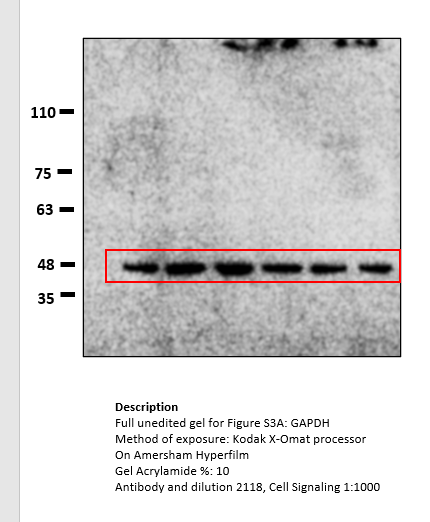 110
75
63
48
35
Description
Full unedited gel for Figure S3A: GAPDH
Method of exposure: Kodak X-Omat processor
On Amersham Hyperfilm
Gel Acrylamide %: 10
Antibody and dilution 2118, Cell Signaling 1:1000